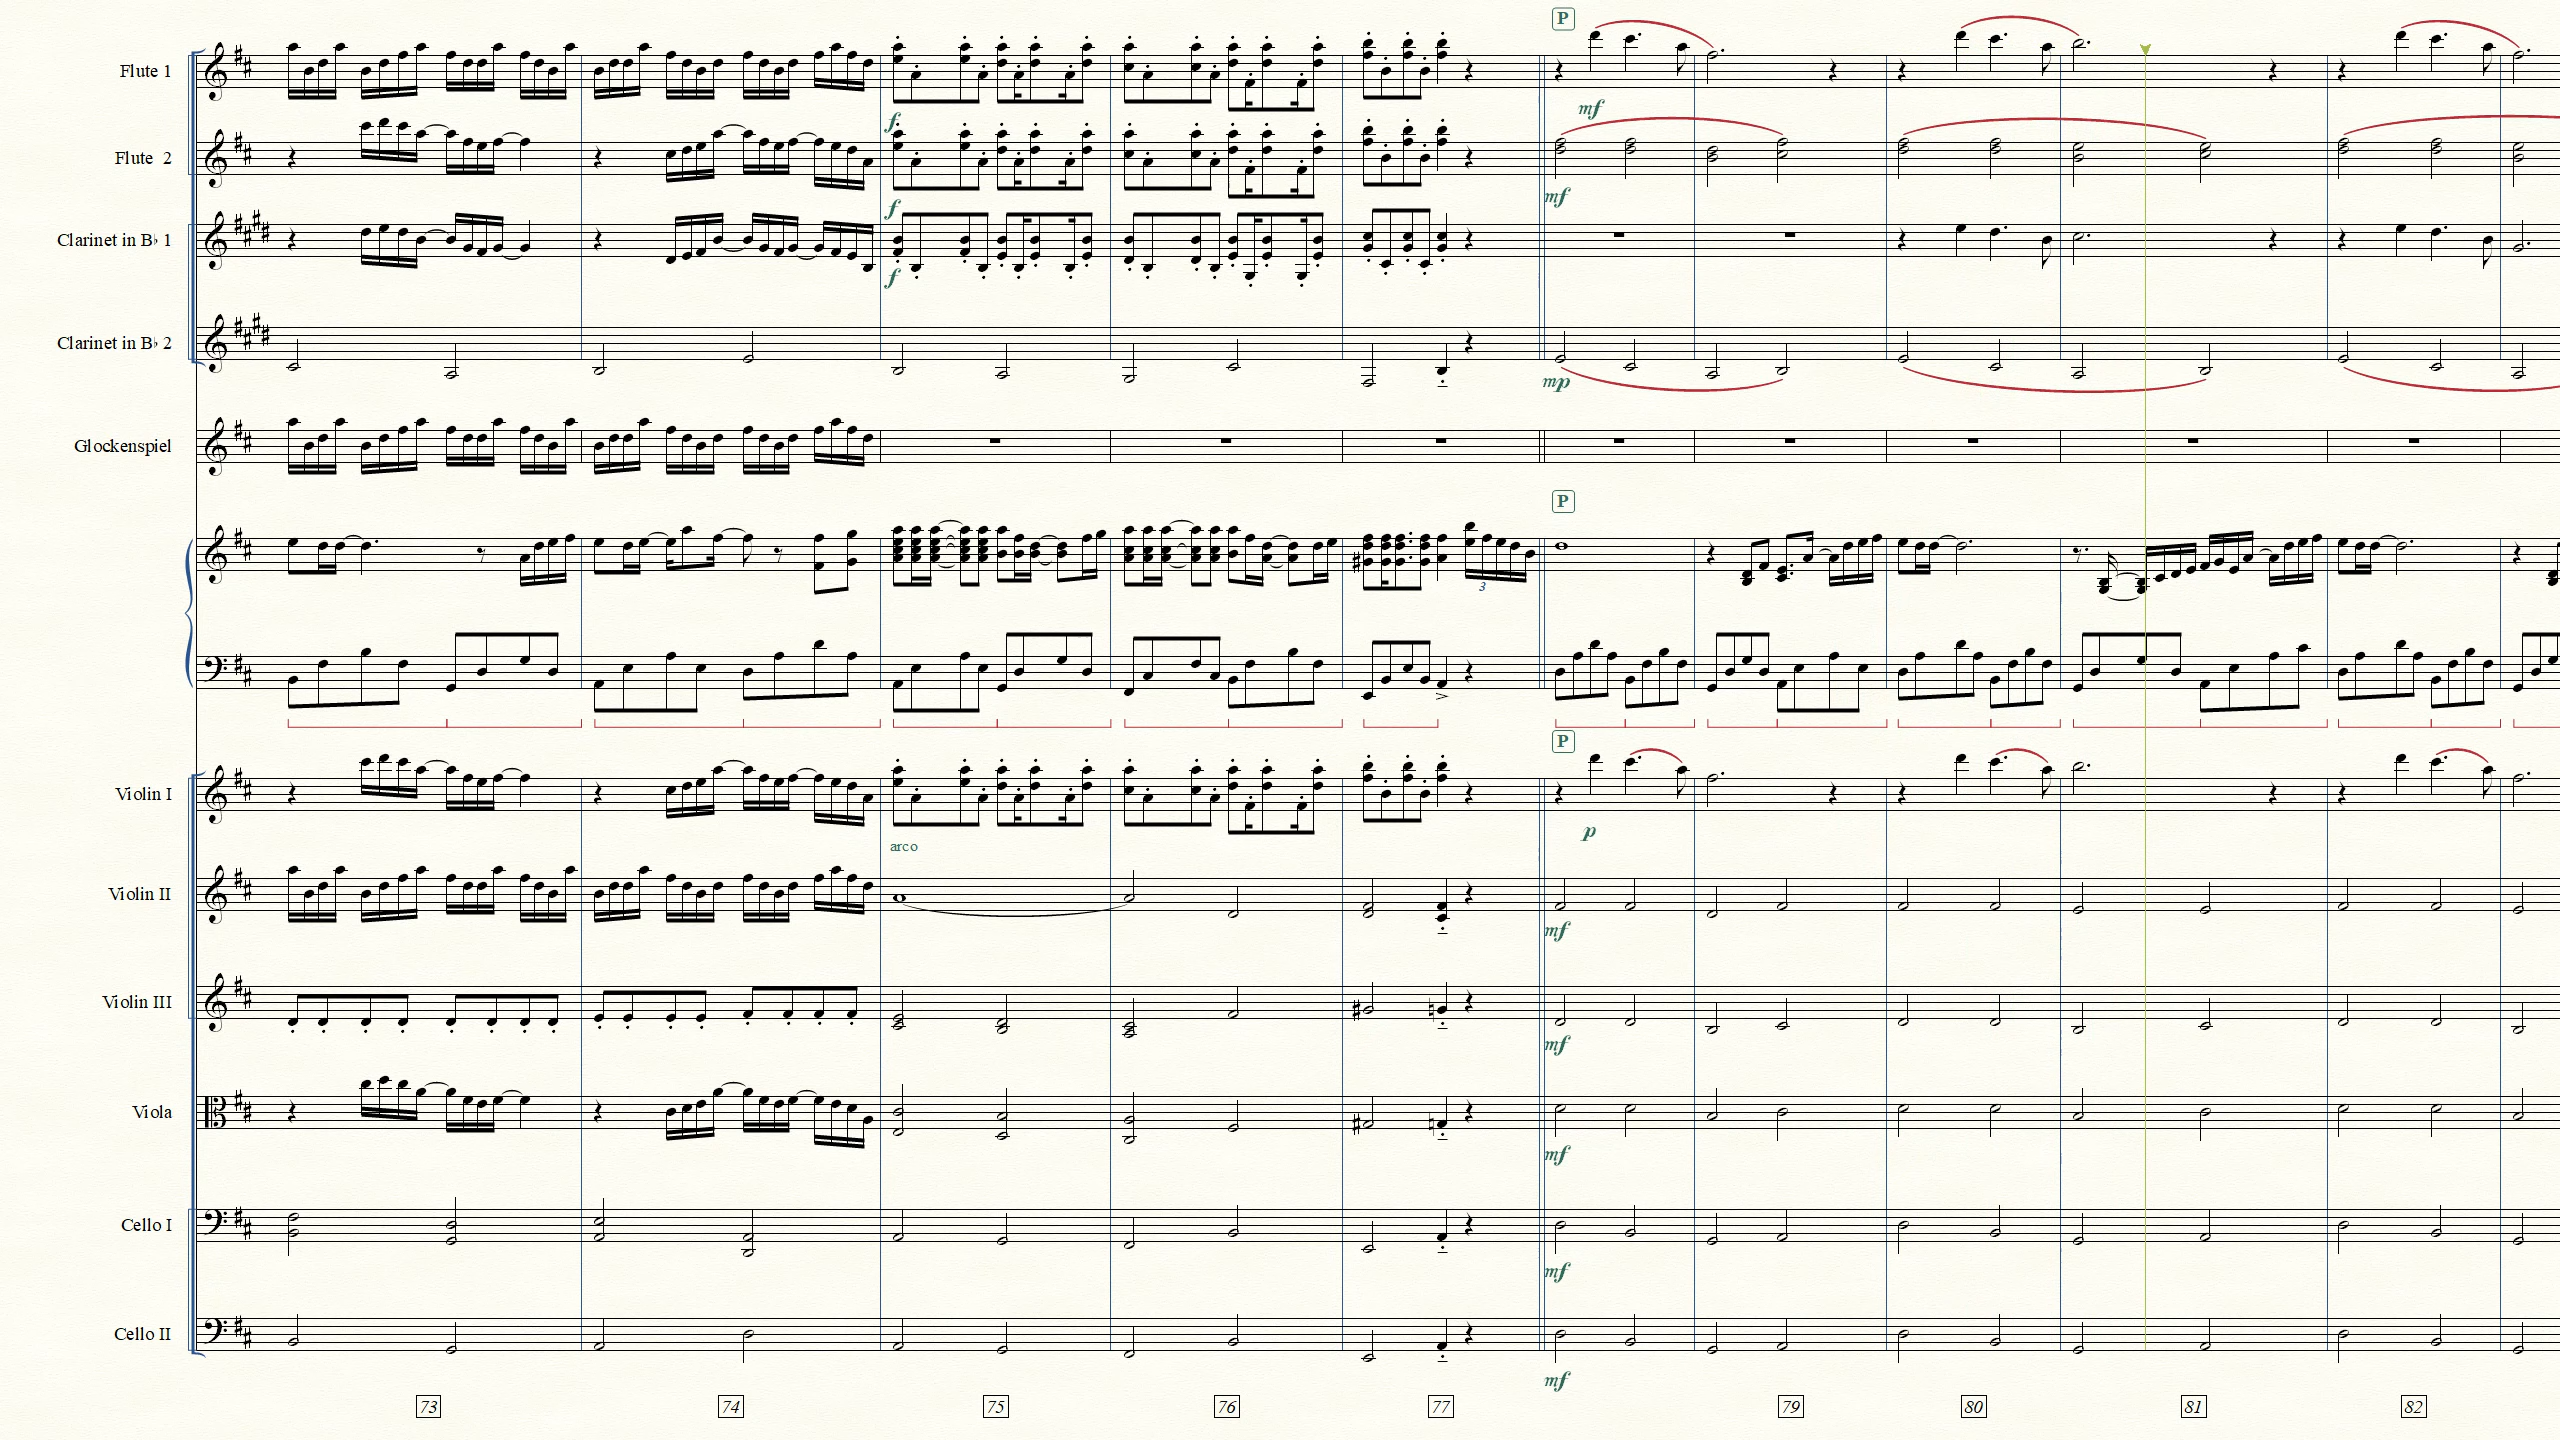 P
Flute 1
mf
f
Flute 2
mf
f
Clarinet in B♭ 1
f
Clarinet in B♭ 2
mp
Glockenspiel
P
3
P
Violin I
p
arco
Violin II
mf
Violin III
mf
Viola
mf
Cello I
mf
Cello II
mf
73 74 75 76 77 79 80 81 82